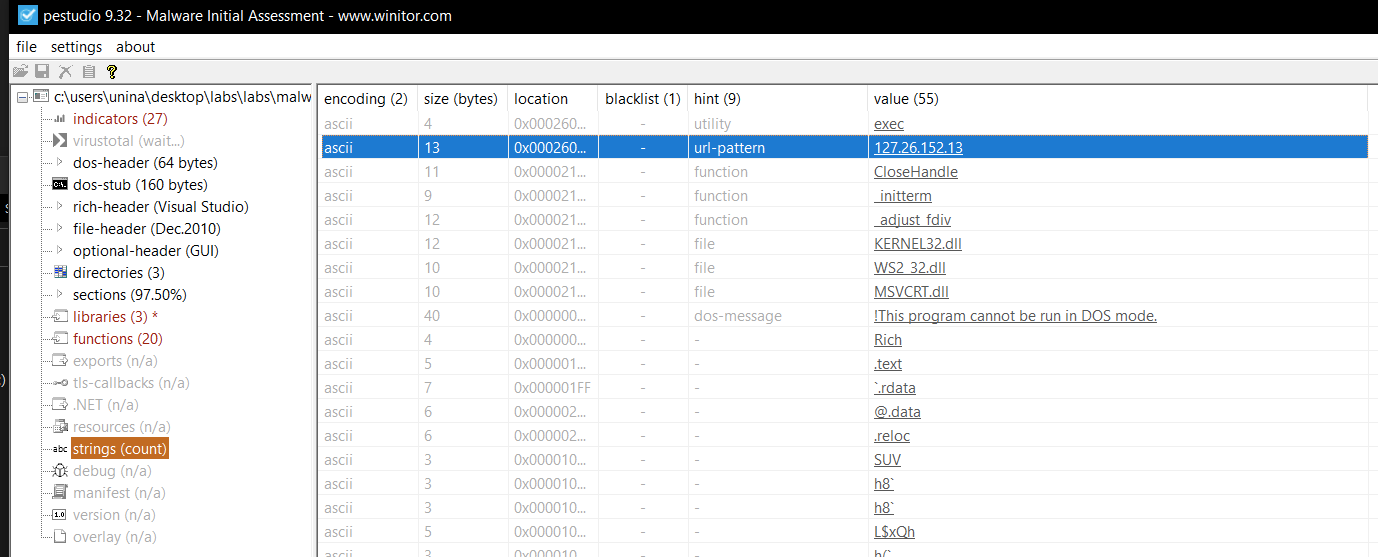 pestudio 9.32 - Malware Initial Assessment - www.winitor.com
file settings about
c:\users\unina\desktop\labs\labs\malw
indicators (27)
virustotal (wait...)
dos-header (64 bytes)
dos-stub (160 bytes)
rich-header (Visual Studio)
file-header (Dec.2010)
optional-header (GUI)
directories (3)
sections (97.50%)
libraries (3) *
functions (20)
exports (n/a)
tls-callbacks (n/a)
.NET (n/a)
resources (n/a)
abc strings (count)
debug (n/a)
manifest (n/a)
1.0 version (n/a)
overlay (n/a)
encoding (2) size (bytes) location blacklist (1) hint (9) value (55)
ascii 4 0x000260... - utility exec
ascii 13 0x000260... - url-pattern 127.26.152.13
ascii 11 0x000021... - function CloseHandle
ascii 9 0x000021... - function _initterm
ascii 12 0x000021... - function _adjust_fdiv
ascii 12 0x000021... - file KERNEL32.dll
ascii 10 0x000021... - file WS2_32.dll
ascii 10 0x000021... - file MSVCRT.dll
ascii 40 0x000000... - dos-message !This program cannot be run in DOS mode.
ascii 4 0x000000... - - Rich
ascii 5 0x000001... - - .text
ascii 7 0x000001FF - - `.rdata
ascii 6 0x000002... - - @.data
ascii 6 0x000002... - - .reloc
ascii 3 0x000010... - - SUV
ascii 3 0x000010... - - h8`
ascii 3 0x000010... - - h8`
ascii 5 0x000010... - - L$xQh
ascii 3 0x000010... - - h(`